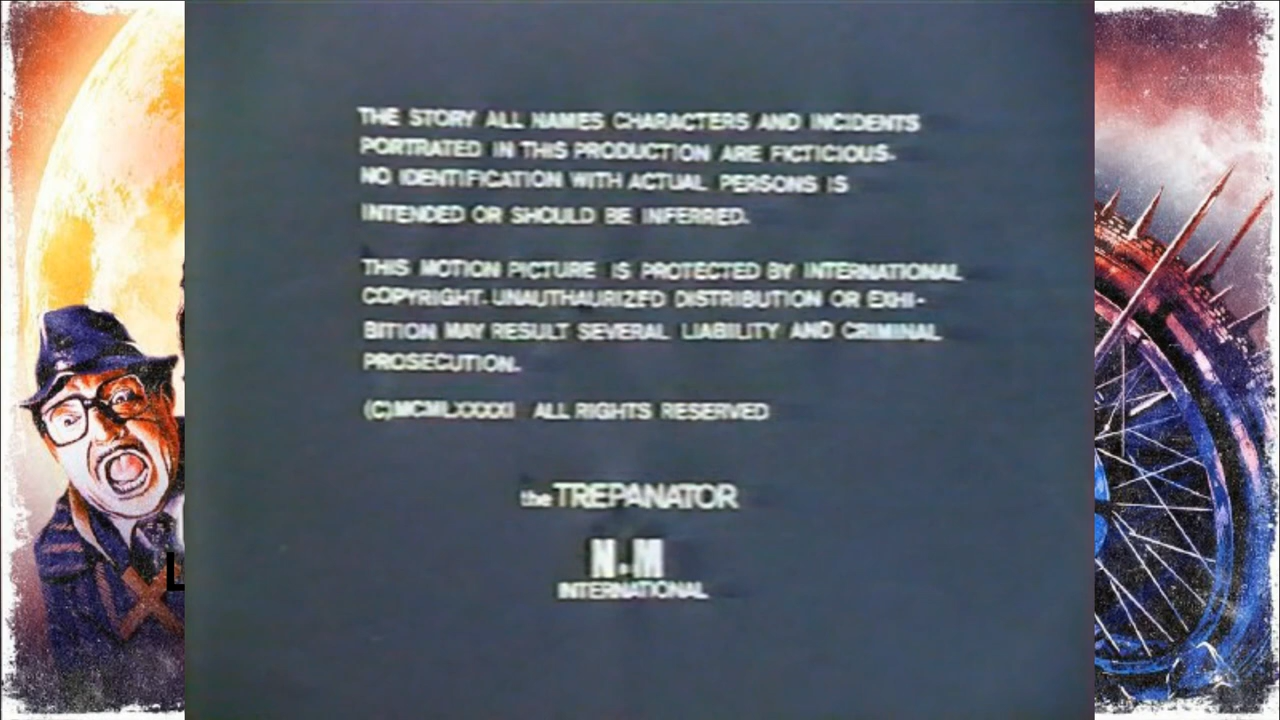 THE STORY ALL NAMES CHARACTERS AND INCIDENTS
PORTRATED IN THIS PRODUCTION ARE FICTICIOUS.
NO IDENTIFICATION WITH ACTUAL PERSONS IS
INTENDED OR SHOULD BE INFERRED.
THIS MOTION PICTURE IS PROTECTED BY INTERNATIONAL
COPYRIGHT. UNAUTHAURIZED DISTRIBUTION OR EXHI-
BITION MAY RESULT SEVERAL LIABILITY AND CRIMINAL
PROSECUTION.
(C)MCMLXXXXI ALL RIGHTS RESERVED
the TREPANATOR
N.M
INTERNATIONAL
L